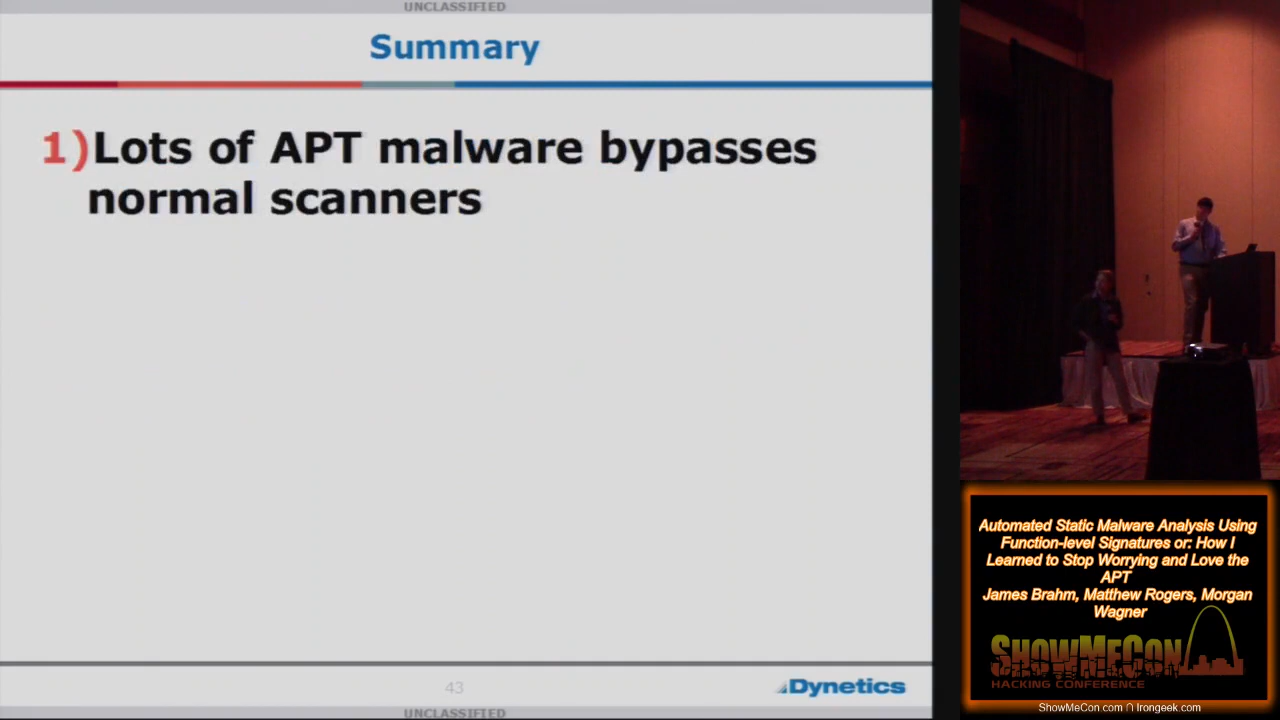 UNCLASSIFIED
Summary
1)Lots of APT malware bypasses
normal scanners
43
Dynetics
UNCLASSIFIED
Automated Static Malware Analysis Using
Function-level Signatures or: How I
Learned to Stop Worrying and Love the
APT
James Brahm, Matthew Rogers, Morgan
Wagner
SHOWMECON
HACKING CONFERENCE
ShowMeCon.com ∩ Irongeek.com